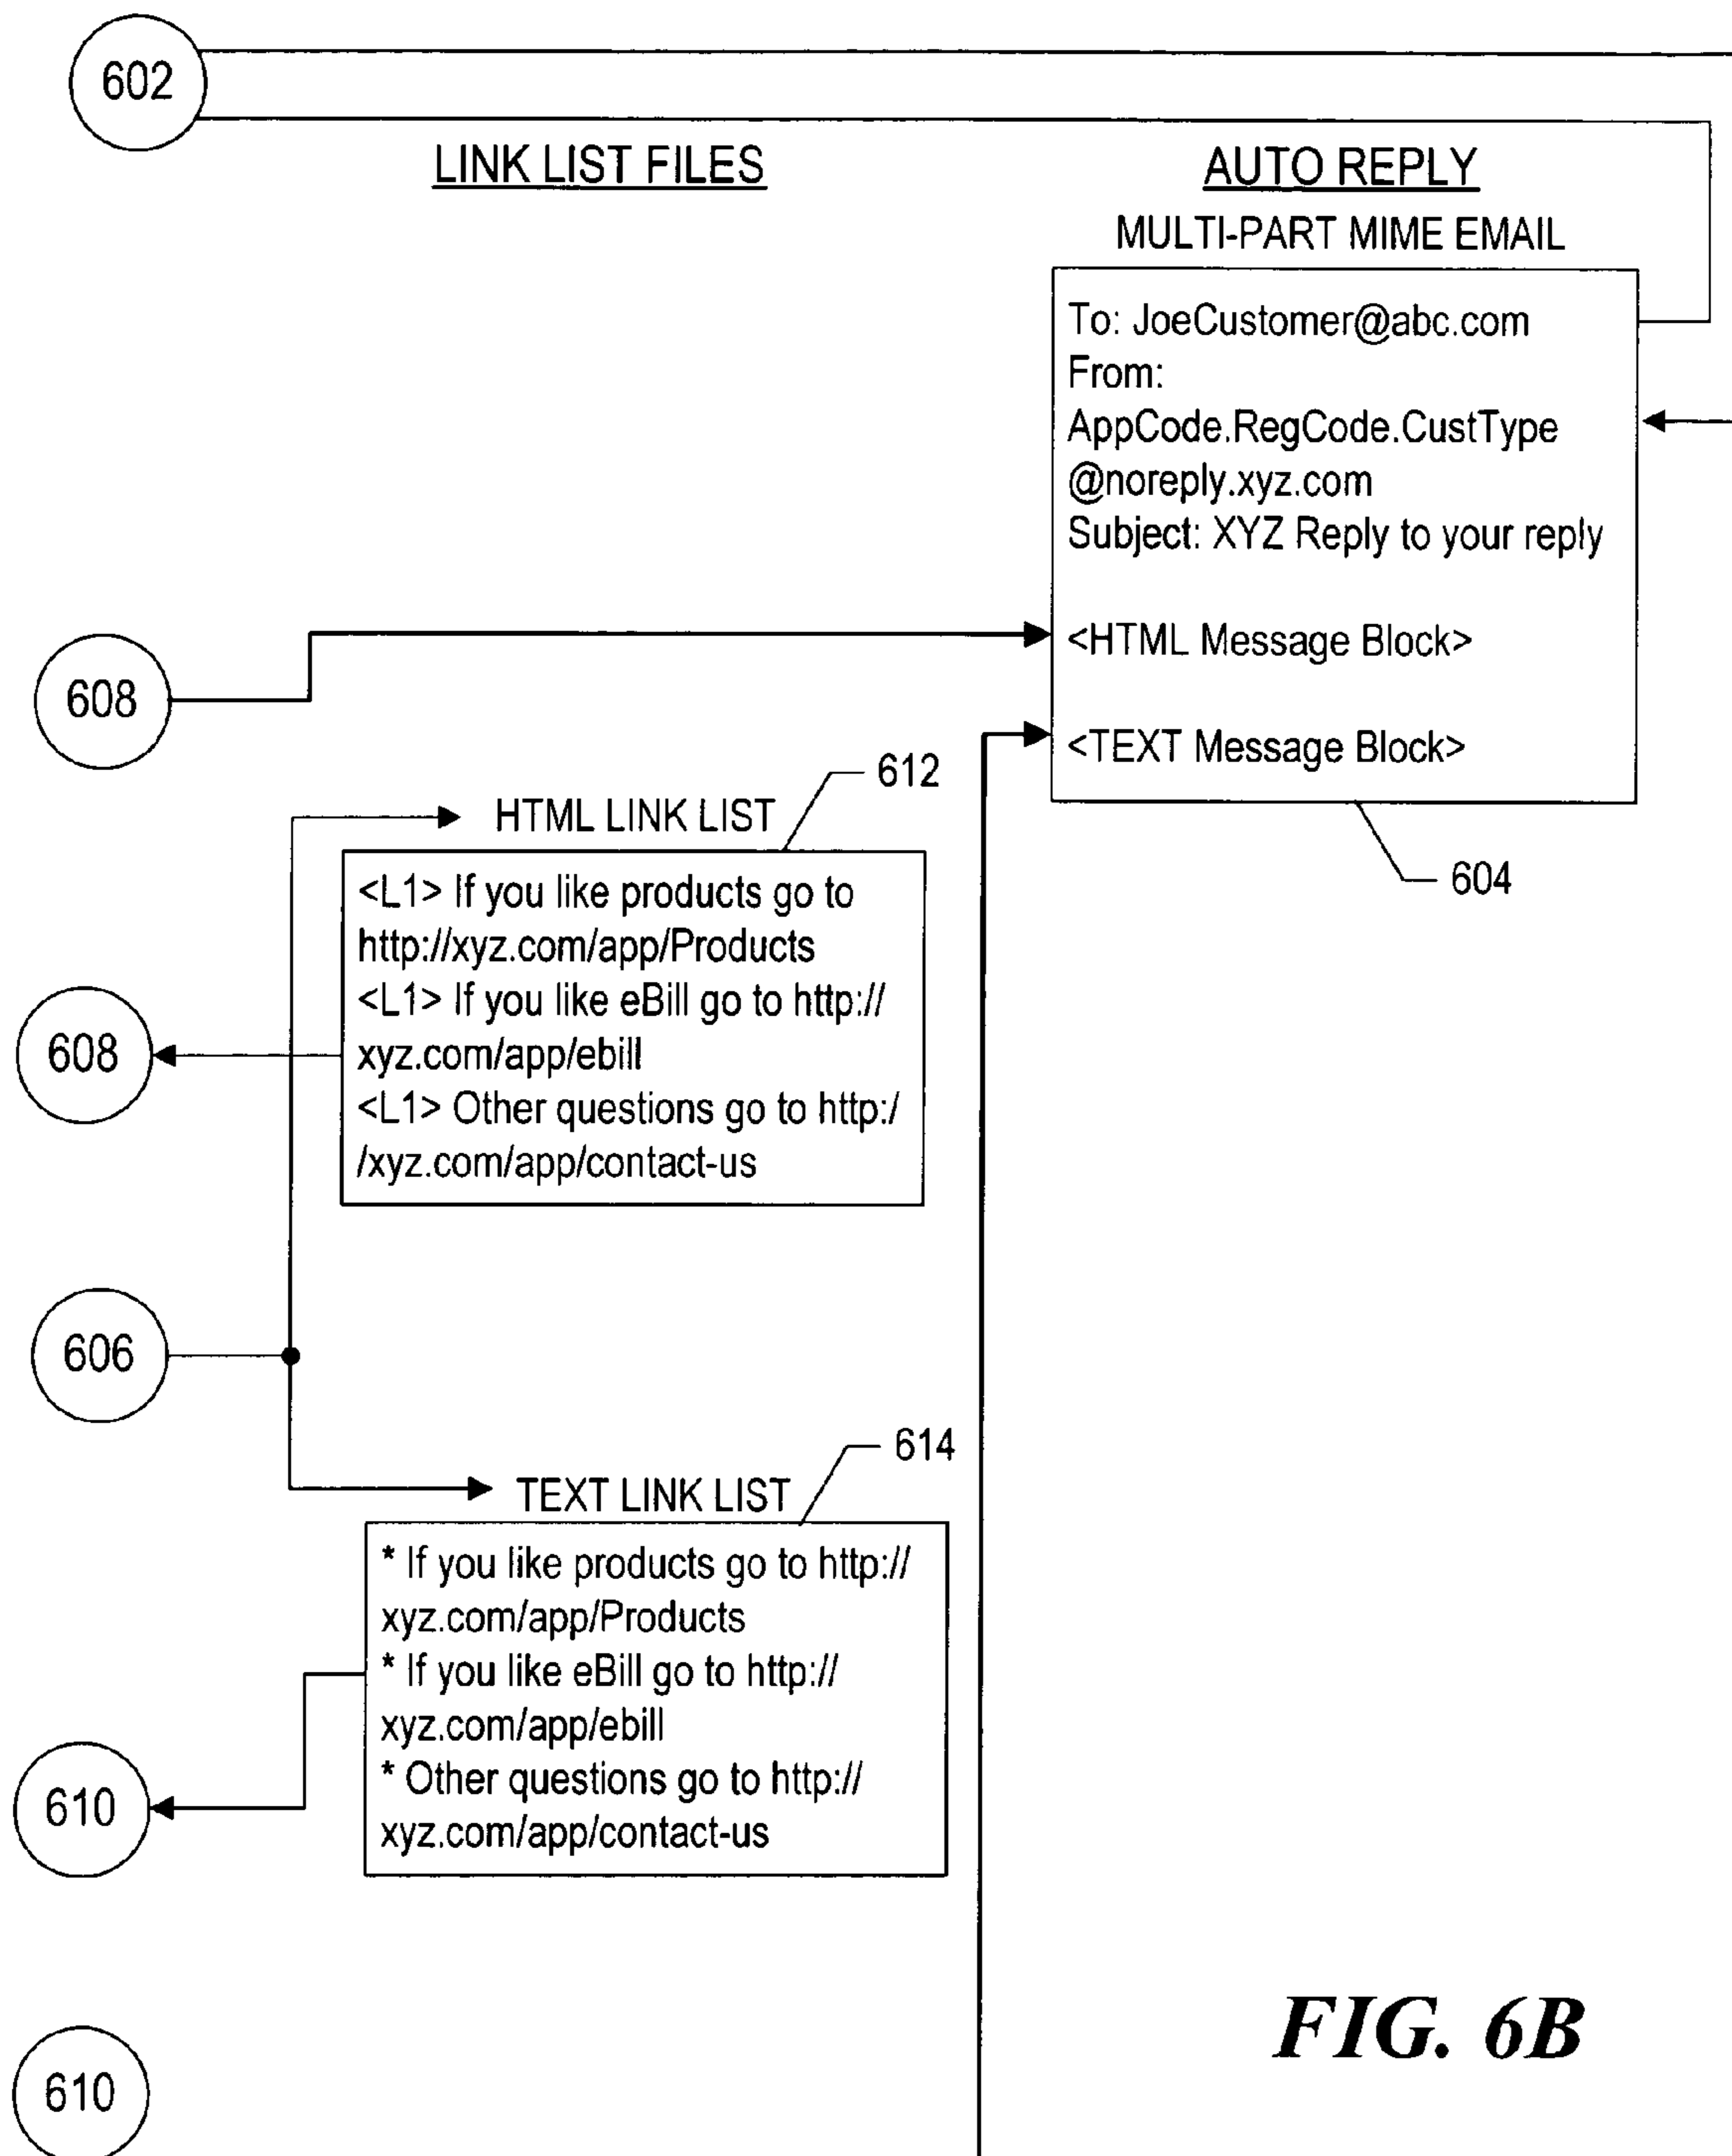 602
LINK LIST FILES
AUTO REPLY
MULTI-PART MIME EMAIL
To: JoeCustomer@abc.com
From:
AppCode.RegCode.CustType
@noreply.xyz.com
Subject: XYZ Reply to your reply
<HTML Message Block>
<TEXT Message Block>
604
608
612
HTML LINK LIST
<L1> If you like products go to
http://xyz.com/app/Products
<L1> If you like eBill go to http://
xyz.com/app/ebill
<L1> Other questions go to http:/
/xyz.com/app/contact-us
608
606
614
TEXT LINK LIST
* If you like products go to http://
xyz.com/app/Products
* If you like eBill go to http://
xyz.com/app/ebill
* Other questions go to http://
xyz.com/app/contact-us
610
610
FIG. 6B